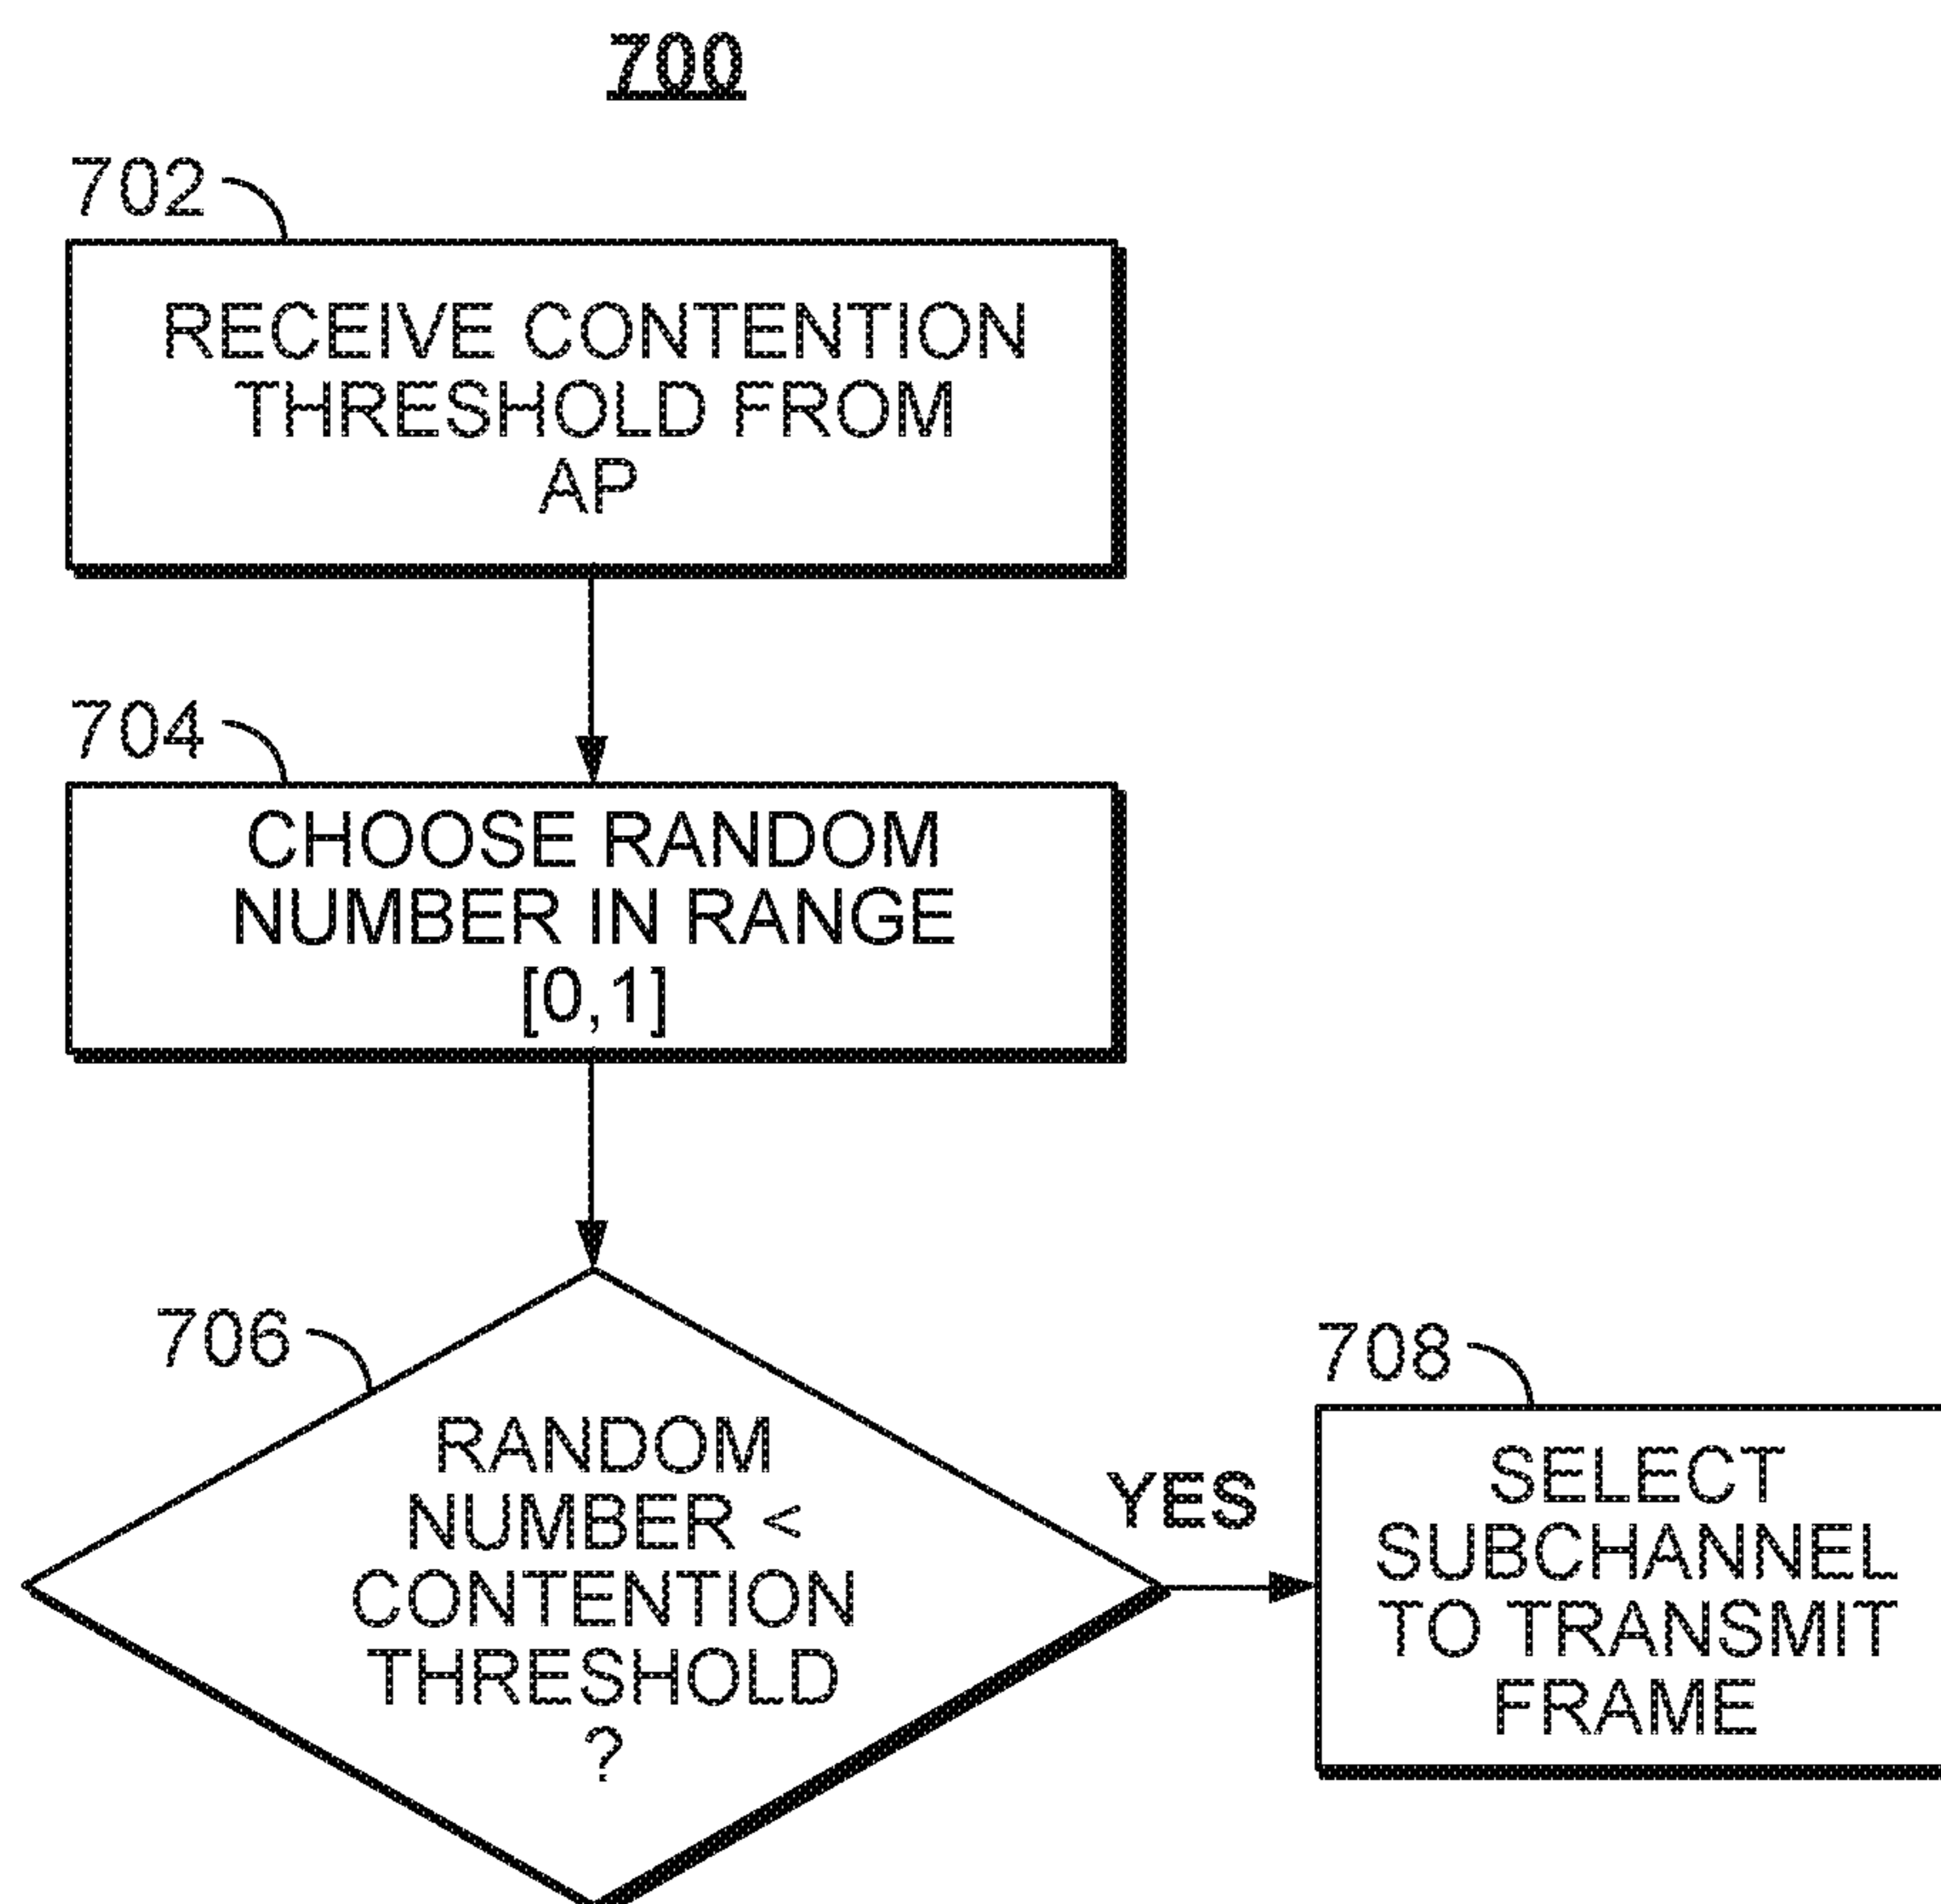 700
702
RECEIVE CONTENTION
THRESHOLD FROM
AP
704
CHOOSE RANDOM
NUMBER IN RANGE
[0,1]
706
RANDOM
NUMBER <
CONTENTION
THRESHOLD
?
YES
708
SELECT
SUBCHANNEL
TO TRANSMIT
FRAME